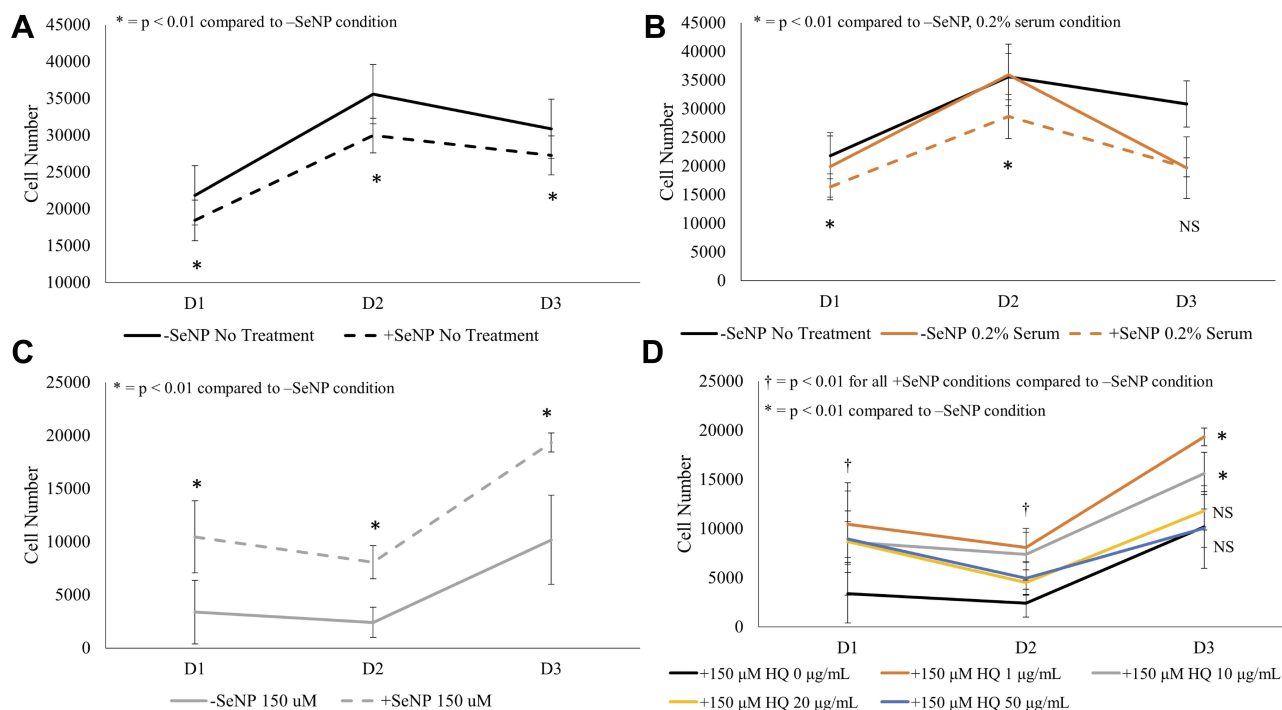 A
* = p < 0.01 compared to –SeNP condition
45000
40000
35000
30000
25000
20000
15000
10000
Cell Number
*
*
*
D1
D2
D3
-SeNP No Treatment
+SeNP No Treatment
B
* = p < 0.01 compared to –SeNP, 0.2% serum condition
45000
40000
35000
30000
25000
20000
15000
10000
5000
0
Cell Number
*
*
NS
D1
D2
D3
-SeNP No Treatment
-SeNP 0.2% Serum
+SeNP 0.2% Serum
C
* = p < 0.01 compared to –SeNP condition
25000
20000
15000
10000
5000
0
Cell Number
*
*
*
D1
D2
D3
-SeNP 150 uM
+SeNP 150 uM
D
† = p < 0.01 for all +SeNP conditions compared to –SeNP condition
* = p < 0.01 compared to –SeNP condition
25000
20000
15000
10000
5000
0
Cell Number
†
†
*
*
NS
NS
D1
D2
D3
+150 μM HQ 0 μg/mL
+150 μM HQ 1 μg/mL
+150 μM HQ 10 μg/mL
+150 μM HQ 20 μg/mL
+150 μM HQ 50 μg/mL